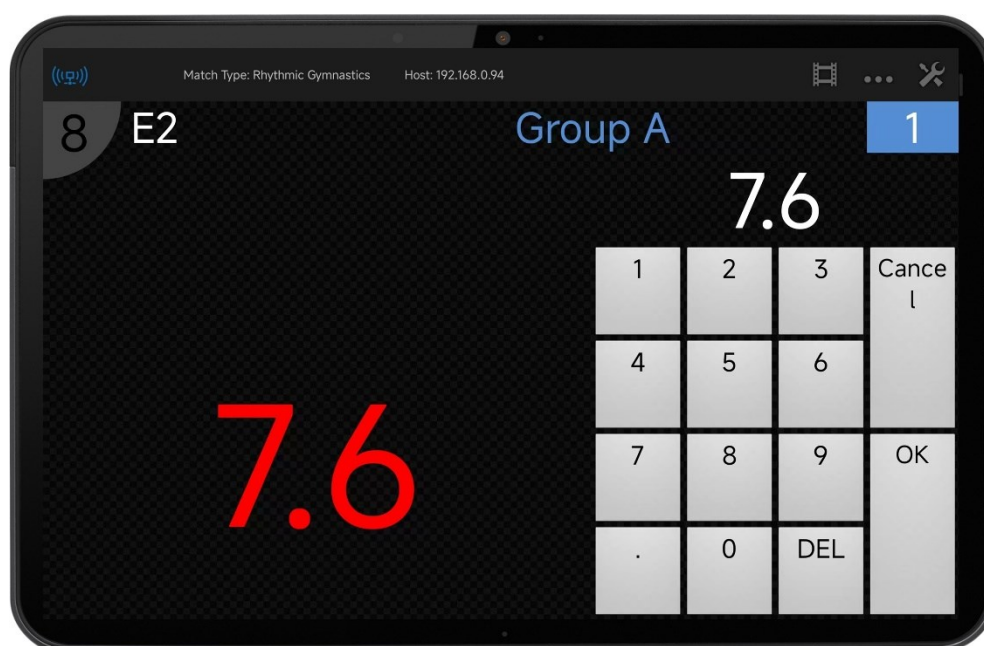 Match Type: Rhythmic Gymnastics Host: 192.168.0.94
8 E2 Group A 1
7.6
1 2 3 Cance
l
4 5 6
7.6
7 8 9 OK
. 0 DEL